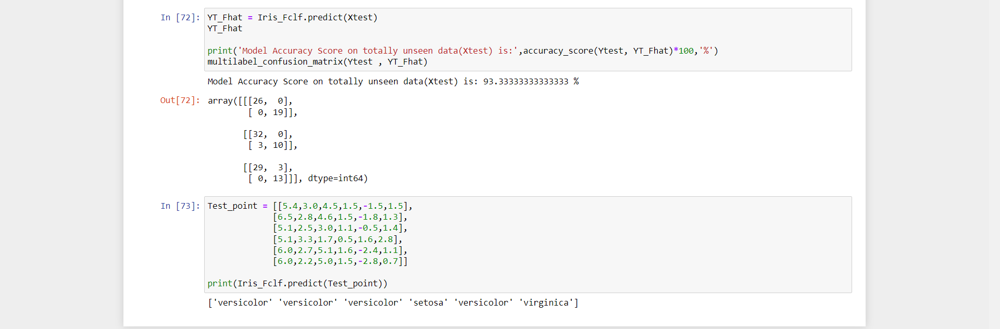 In [72]: YT_Fhat = Iris_Fclf.predict(Xtest)
YT_Fhat
print('Model Accuracy Score on totally unseen data(Xtest) is:',accuracy_score(Ytest, YT_Fhat)*100,'%')
multilabel_confusion_matrix(Ytest , YT_Fhat)
Model Accuracy Score on totally unseen data(Xtest) is: 93.33333333333333 %
Out[72]: array([[[26,  0],
[ 0, 19]],
[[32,  0],
[ 3, 10]],
[[29,  3],
[ 0, 13]]], dtype=int64)
In [73]: Test_point = [[5.4,3.0,4.5,1.5,-1.5,1.5],
[6.5,2.8,4.6,1.5,-1.8,1.3],
[5.1,2.5,3.0,1.1,-0.5,1.4],
[5.1,3.3,1.7,0.5,1.6,2.8],
[6.0,2.7,5.1,1.6,-2.4,1.1],
[6.0,2.2,5.0,1.5,-2.8,0.7]]
print(Iris_Fclf.predict(Test_point))
['versicolor' 'versicolor' 'versicolor' 'setosa' 'versicolor' 'virginica']